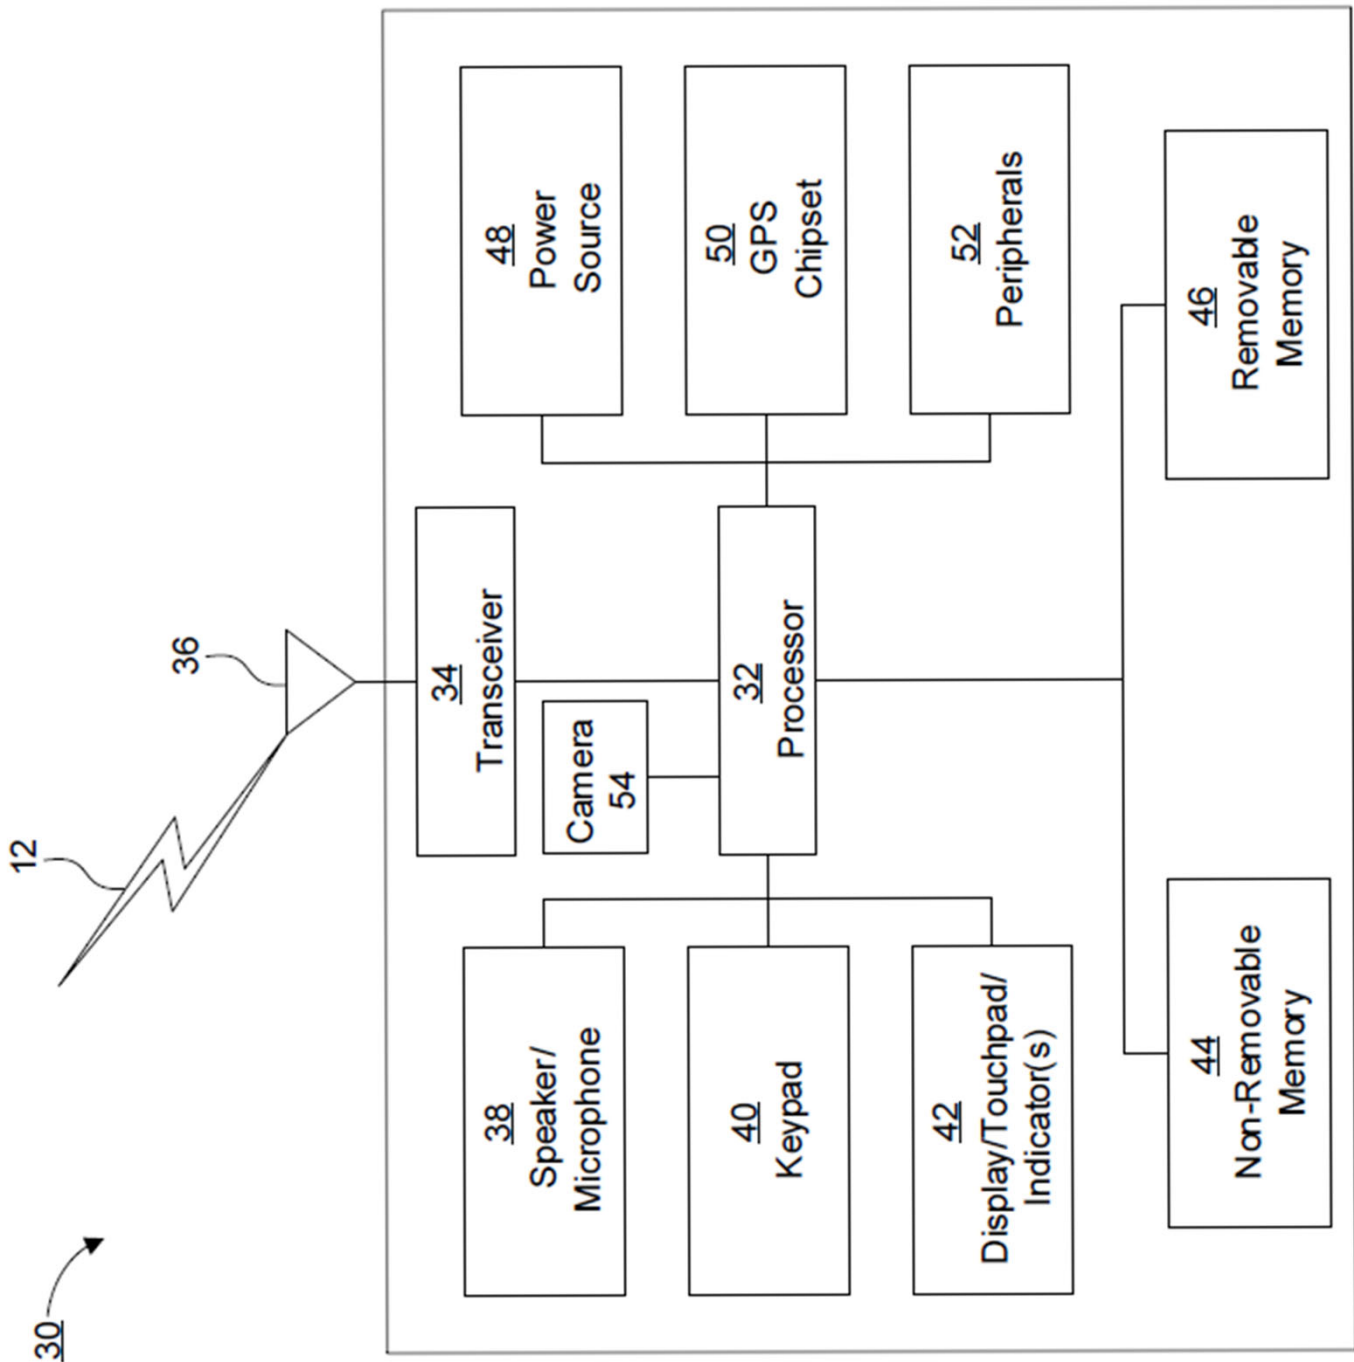 30
12
36
34
Transceiver
Camera
54
32
Processor
38
Speaker/
Microphone
40
Keypad
42
Display/Touchpad/
Indicator(s)
48
Power
Source
50
GPS
Chipset
52
Peripherals
44
Non-Removable
Memory
46
Removable
Memory